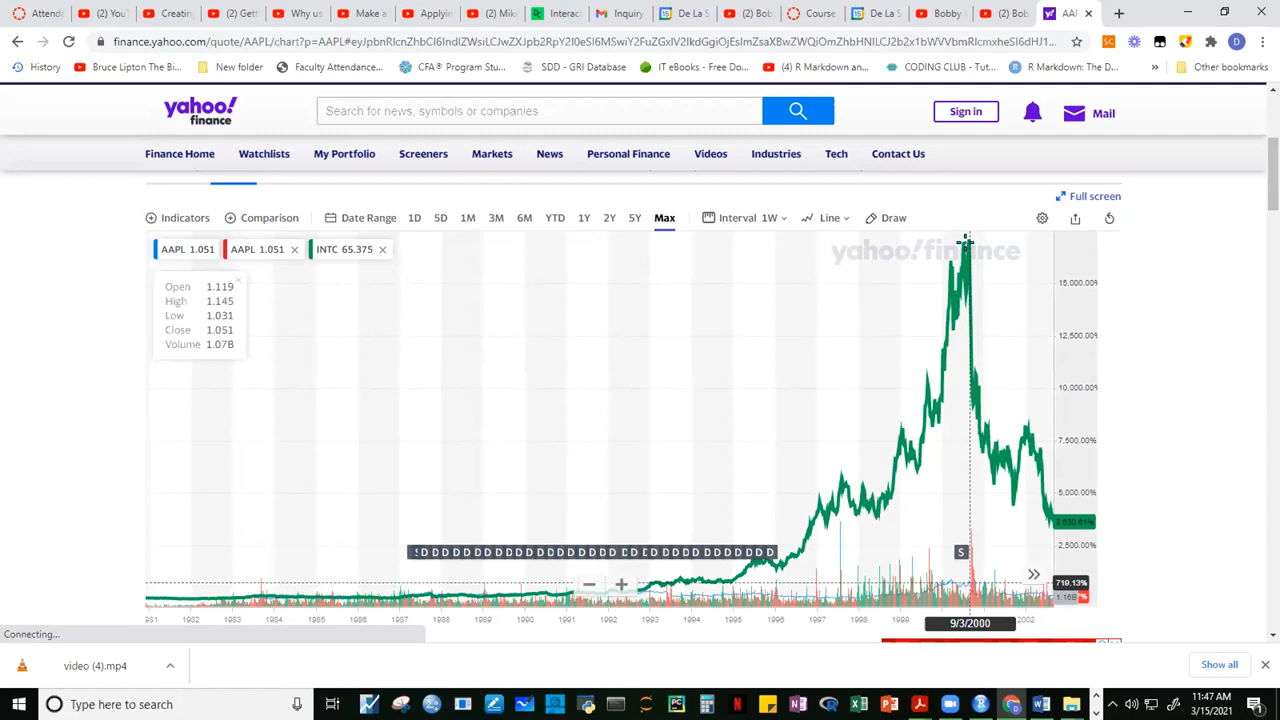 Attenda
(2) You
Creating
(2) Gett
Why us
Make a
Applyin
(2) Mike
Interact
Inquiry
De La S
(2) Bob
Course
De La S
Bobby
(2) Bob
AAP
finance.yahoo.com/quote/AAPL/chart?p=AAPL#
History
Bruce Lipton The Bi...
New folder
Faculty Attendance...
CFA® Program Stu...
SDD - GRI Database
IT eBooks - Free Do...
(4) R Markdown an...
CODING CLUB - Tut...
R Markdown: The D...
»
Other bookmarks
yahoo!
finance
Search for news, symbols or companies
Sign in
Mail
Finance Home Watchlists My Portfolio Screeners Markets News Personal Finance Videos Industries Tech Contact Us
Full screen
Indicators Comparison Date Range 1D 5D 1M 3M 6M YTD 1Y 2Y 5Y Max Interval 1W Line Draw
AAPL 1.051
AAPL 1.051
INTC 65.375
yahoo!finance
Open 1.119
High 1.145
Low 1.031
Close 1.051
Volume 1.07B
15,000.00%
12,500.00%
10,000.00%
7,500.00%
5,000.00%
2,500.00%
719.13%
D D D D D D D D D D D D D D D D D D D D D D D D D D D D D D D D D
S
1982 1983 1984 1985 1986 1987 1988 1989 1990 1991 1992 1993 1994 1995 1996 1997 1998 1999 9/3/2000 2002
Connecting...
video (4).mp4
Show all
Type here to search
11:47 AM
3/15/2021